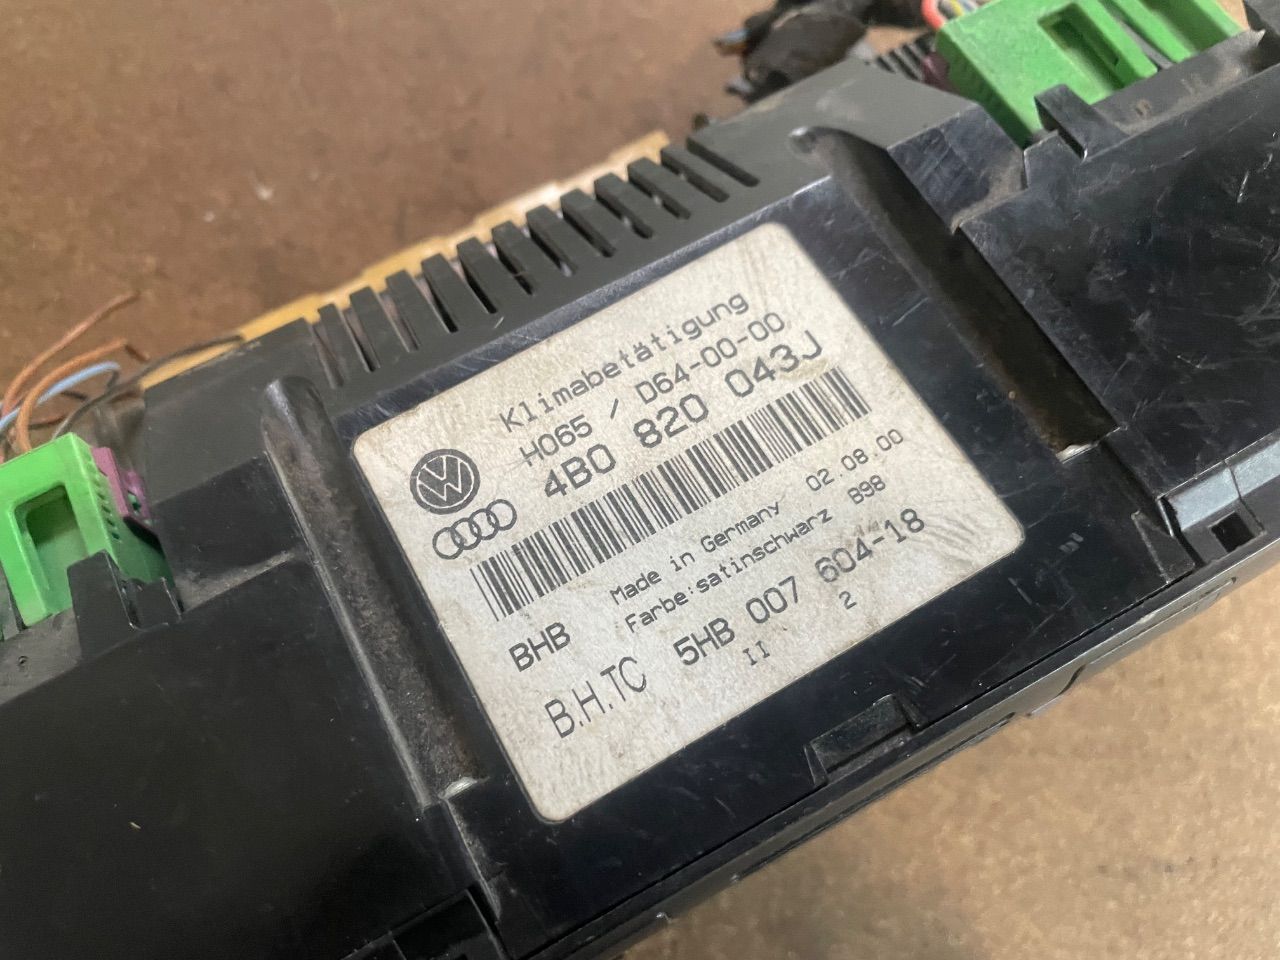 Klimabetätigung
H065 / D64-00-00
4B0 820 043J
Made in Germany 02.08.00
Farbe:satinschwarz B98
BHB
5HB 007 604-18
B.H.TC
II 2